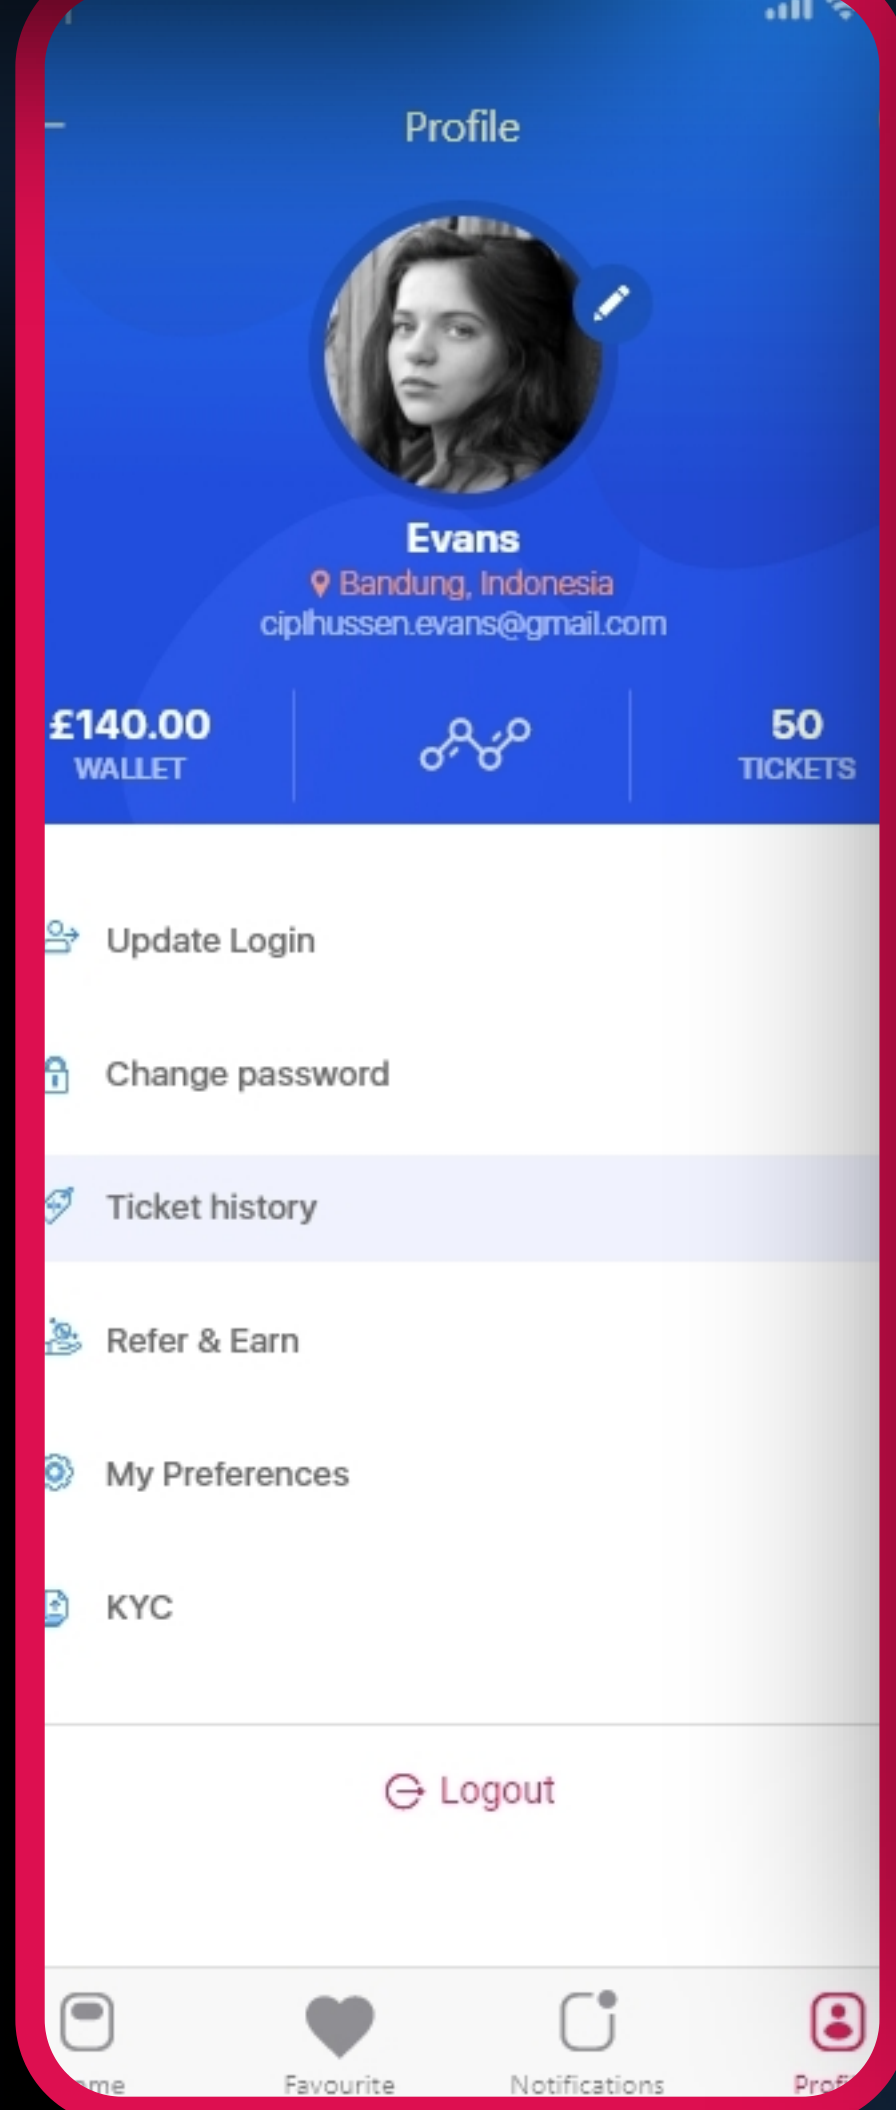 Profile
Evans
Bandung, Indonesia
ciplhussen.evans@gmail.com
£140.00
WALLET
50
TICKETS
Update Login
Change password
Ticket history
Refer & Earn
My Preferences
KYC
Logout
Favourite
Notifications